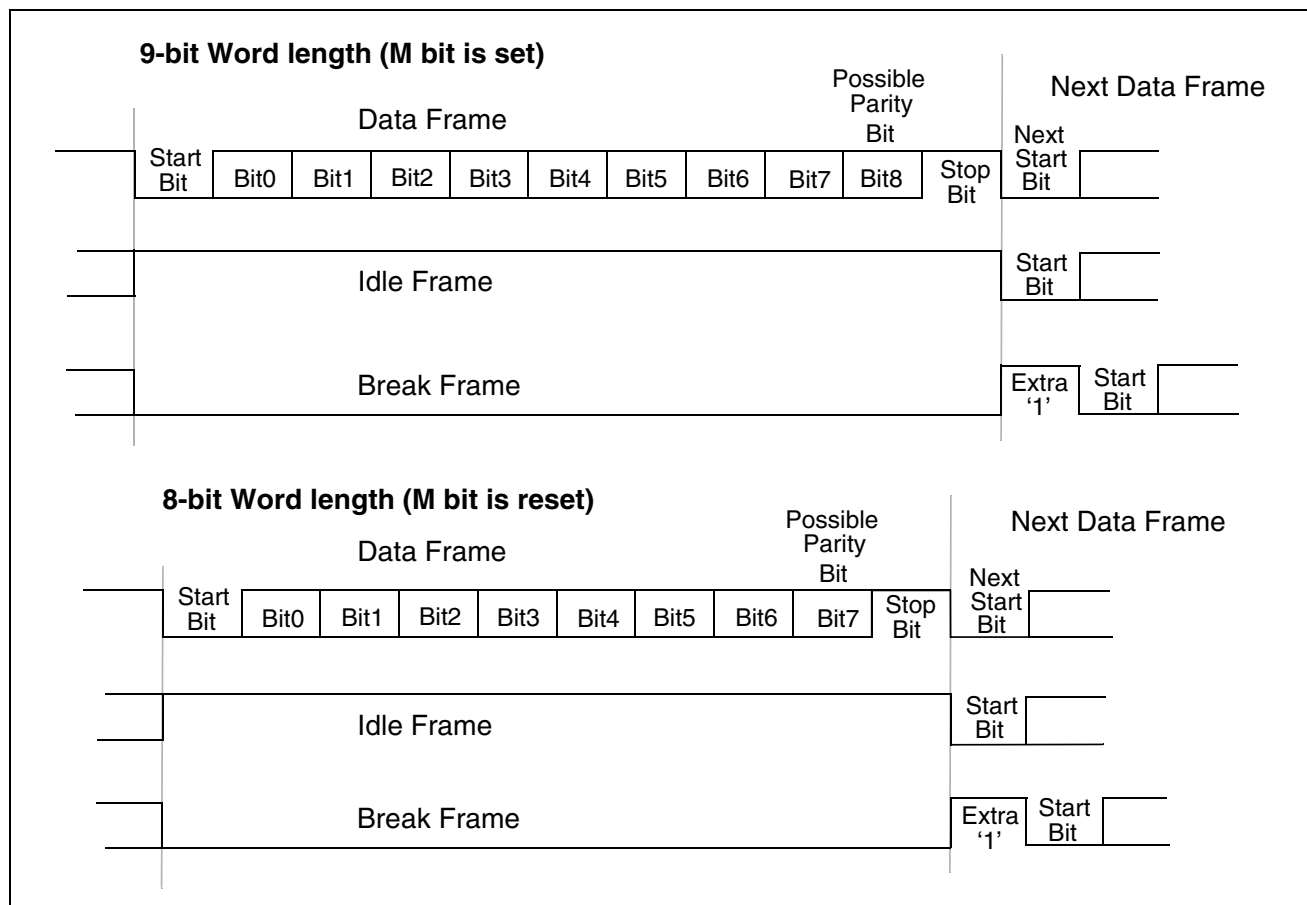 9-bit Word length (M bit is set)
Possible
Parity
Bit
Next Data Frame
Data Frame
Start
Bit
Bit0
Bit1
Bit2
Bit3
Bit4
Bit5
Bit6
Bit7
Bit8
Stop
Bit
Next
Start
Bit
Idle Frame
Start
Bit
Break Frame
Extra
‘1’
Start
Bit
8-bit Word length (M bit is reset)
Possible
Parity
Bit
Next Data Frame
Data Frame
Start
Bit
Bit0
Bit1
Bit2
Bit3
Bit4
Bit5
Bit6
Bit7
Stop
Bit
Next
Start
Bit
Idle Frame
Start
Bit
Break Frame
Extra
‘1’
Start
Bit